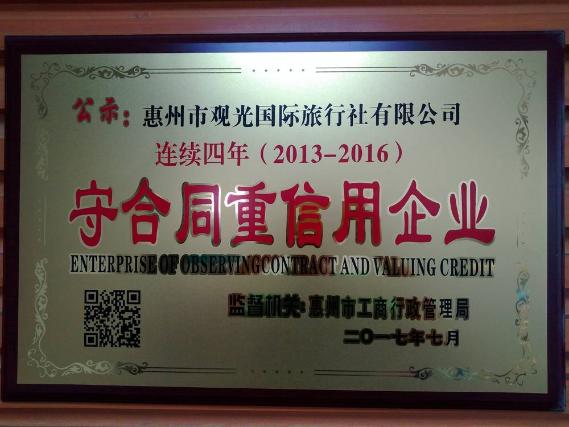 公示：惠州市观光国际旅行社有限公司
连续四年（2013-2016）
守合同重信用企业
ENTERPRISE OF OBSERVING CONTRACT AND VALUING CREDIT
监督机关：惠州市工商行政管理局
二〇一七年七月